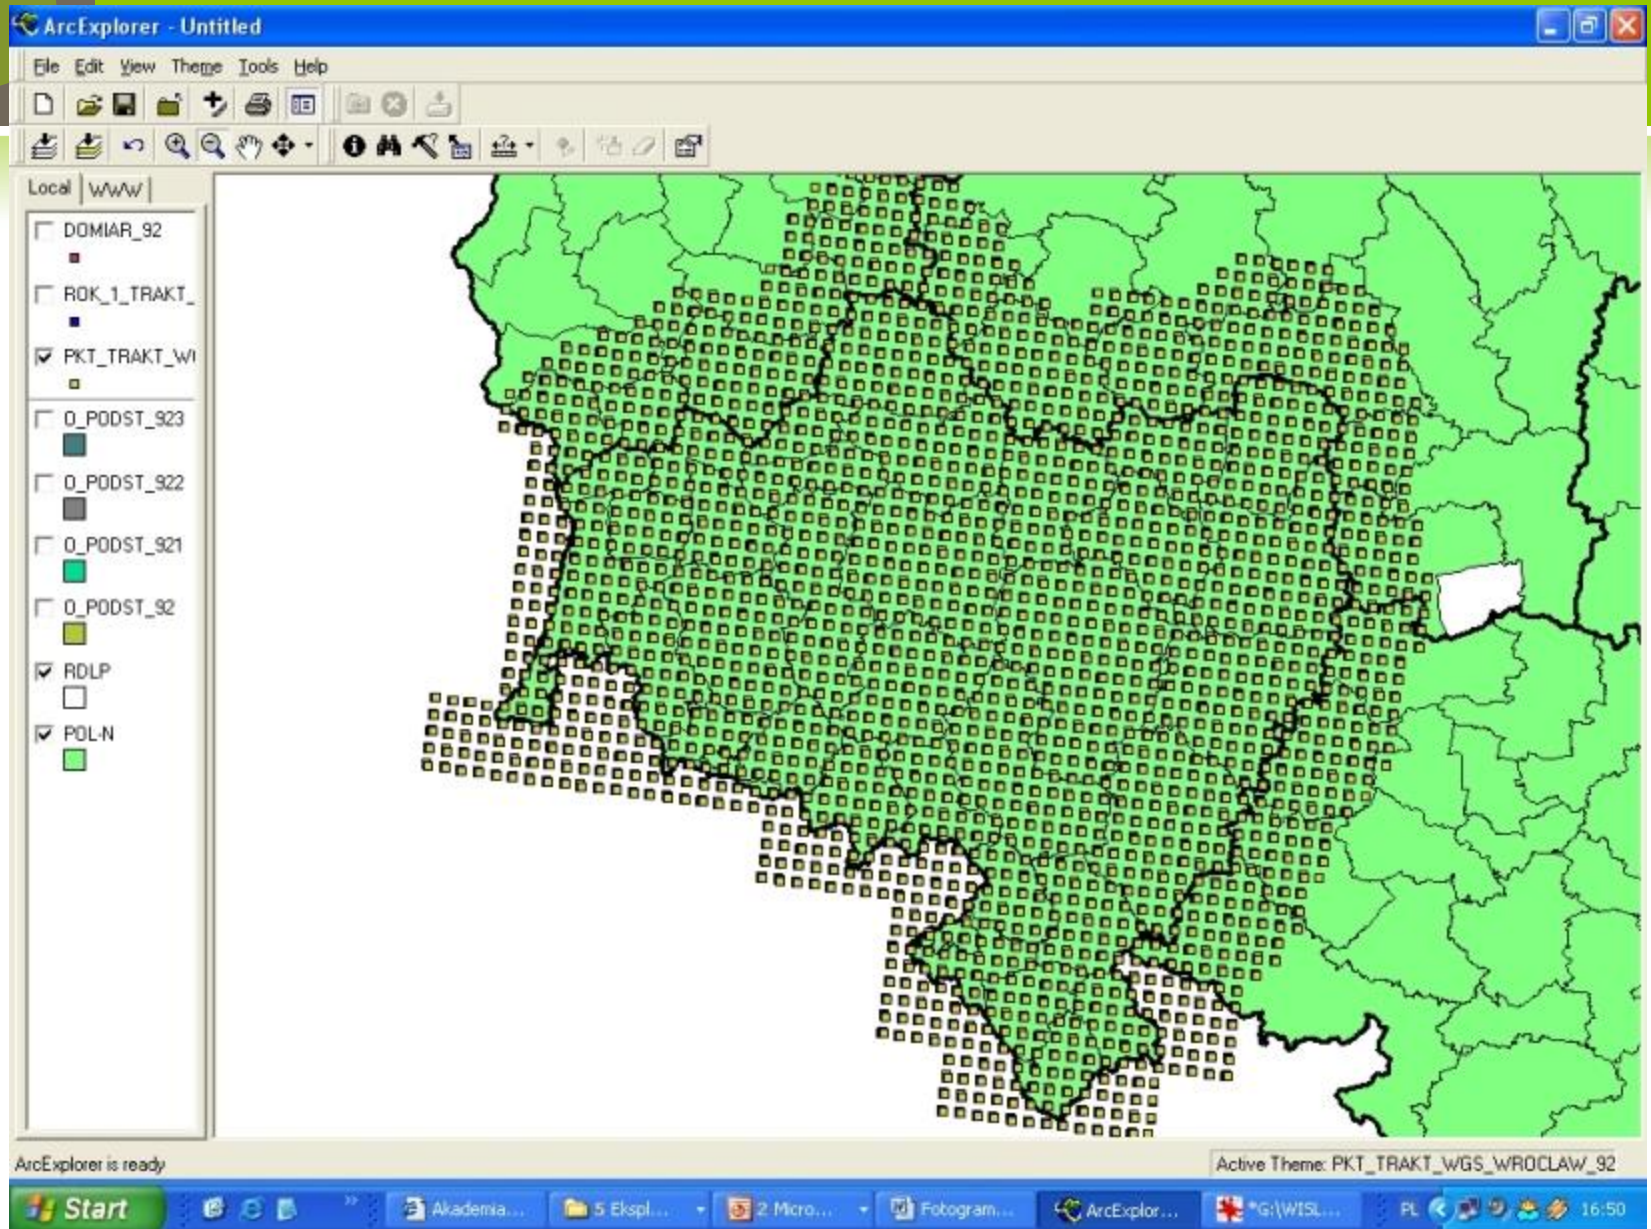 ArcExplorer - Untitled
File Edit View Theme Tools Help
Local WWW
DOMIAR_92
ROK_1_TRAKT_
PKT_TRAKT_W
O_PODST_923
O_PODST_922
O_PODST_921
O_PODST_92
RDLP
POL-N
ArcExplorer is ready
Active Theme: PKT_TRAKT_WGS_WROCLAW_92
Start
»
Akademia...
5 Ekspl...
2 Micro...
Fotogram...
ArcExplor...
*G:\WISL...
PL
16:50